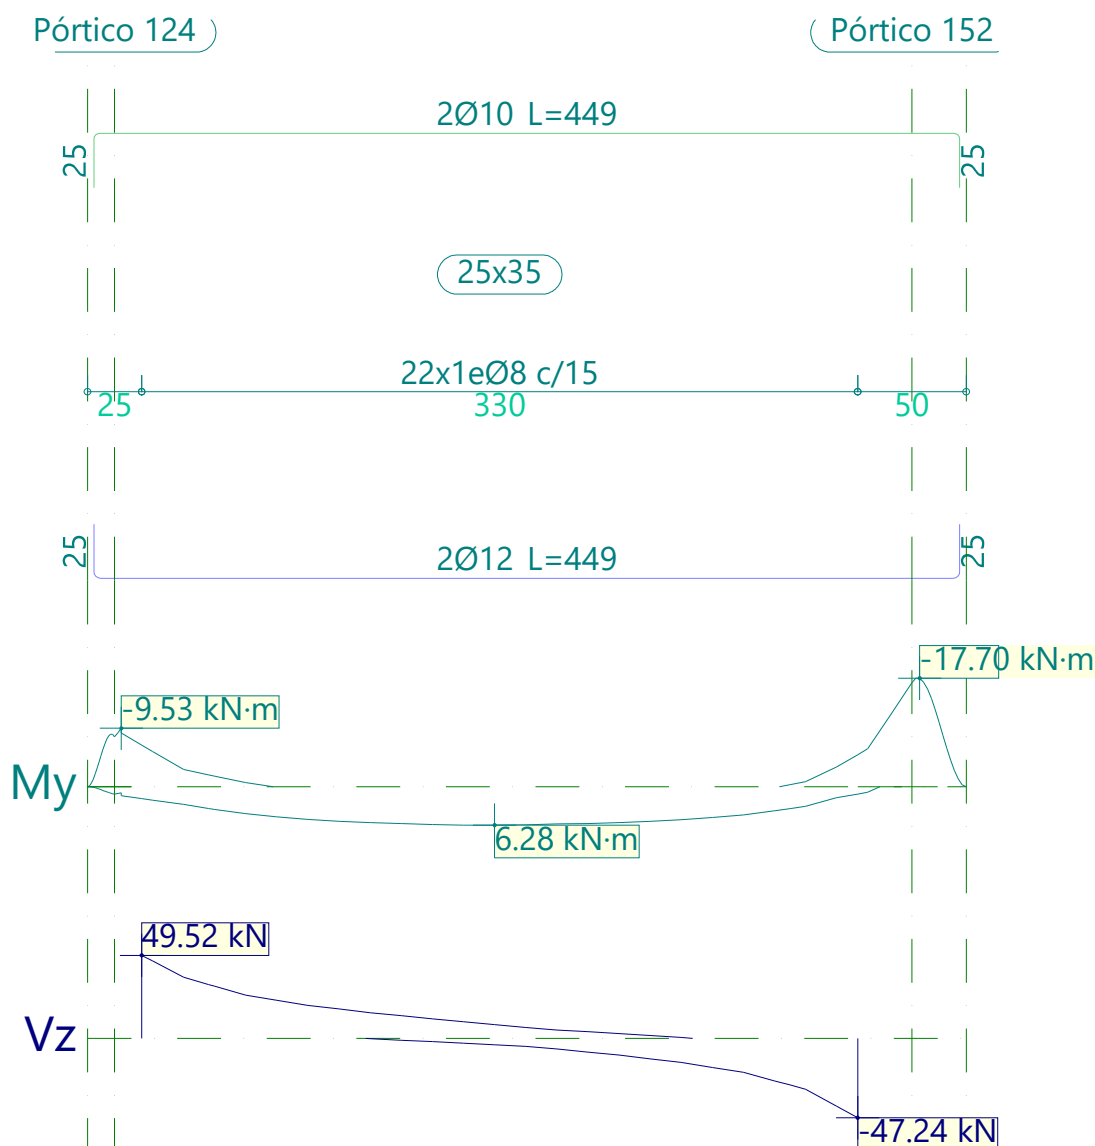 Pórtico 124
Pórtico 152
2Ø10 L=449
25
25
25x35
22x1eØ8 c/15
25
330
50
25
25
2Ø12 L=449
-17.70 kN·m
-9.53 kN·m
My
6.28 kN·m
49.52 kN
Vz
-47.24 kN